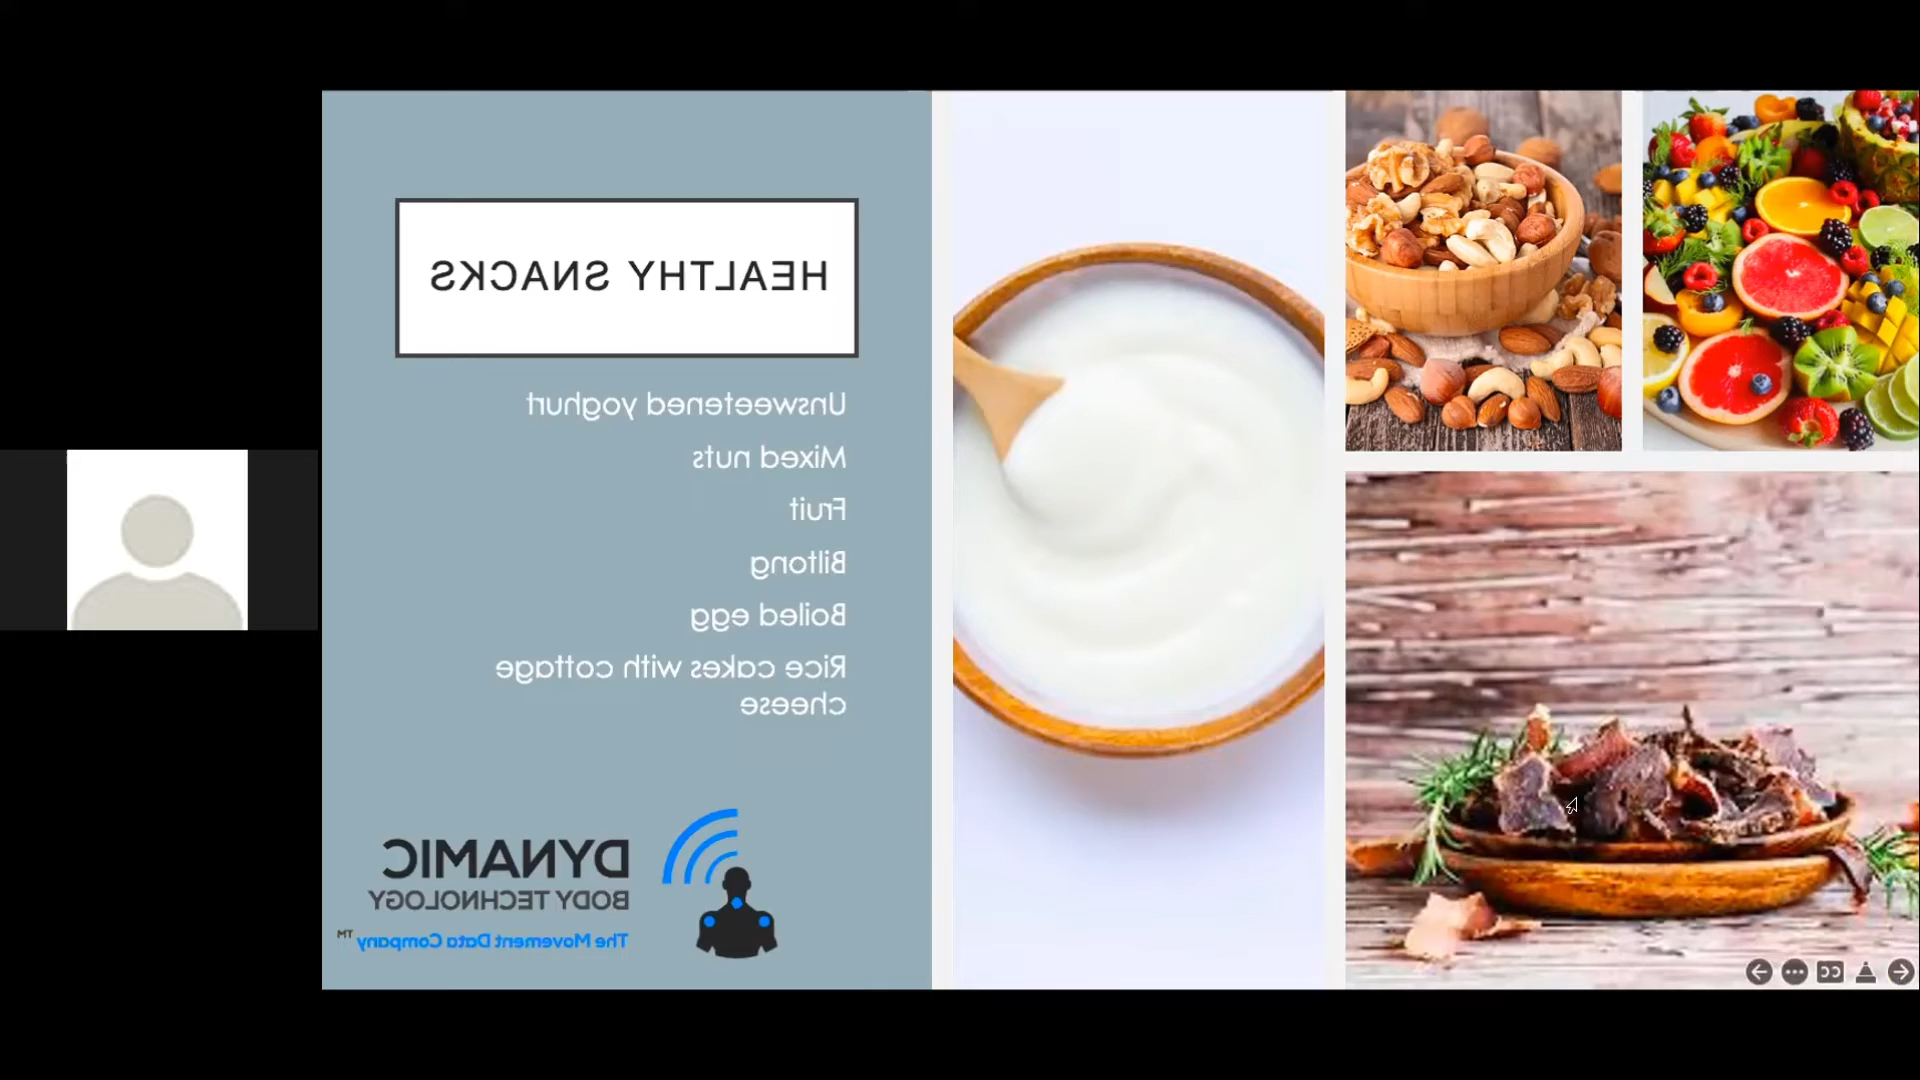 HEALTHY SNACKS
Unsweetened yoghurt
Mixed nuts
Fruit
Biltong
Boiled egg
Rice cakes with cottage
cheese
DYNAMIC
BODY TECHNOLOGY
The Movement Data Company™
CC